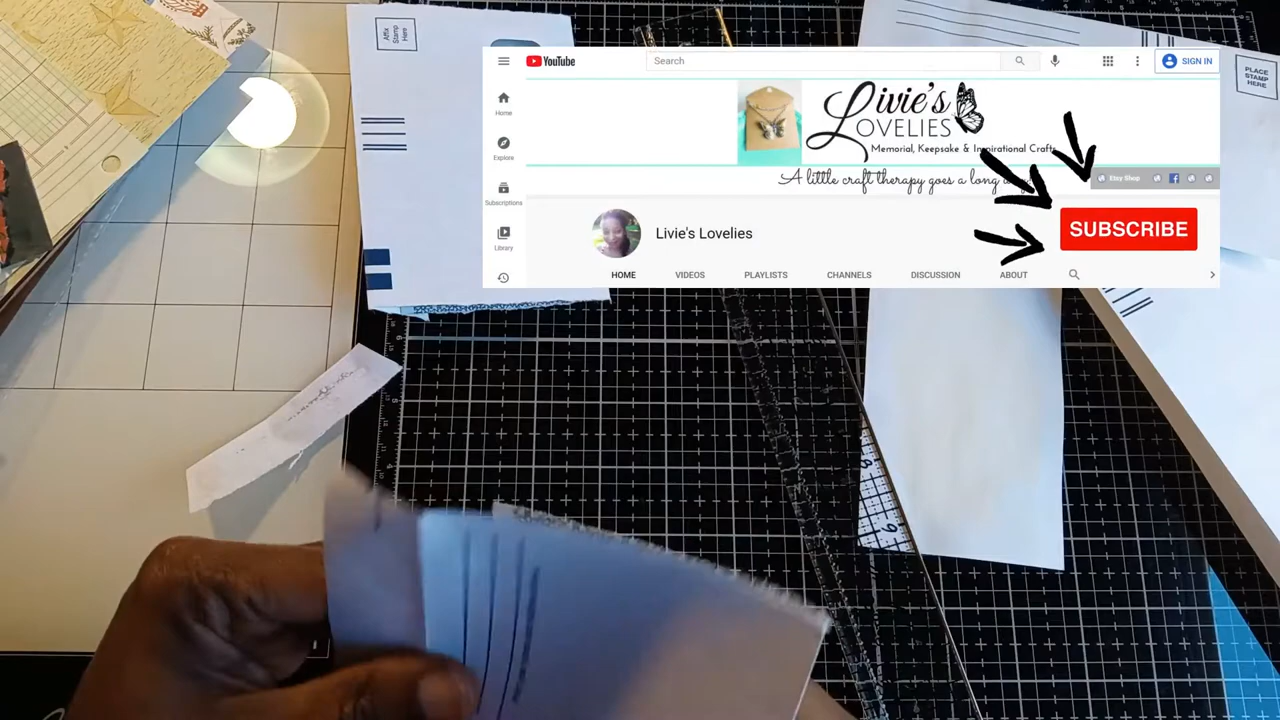 Affix
Stamp
Here
YouTube
Search
SIGN IN
PLACE
STAMP
HERE
Home
Livie's
Lovelies
Memorial, Keepsake & Inspirational Crafts
Explore
A little craft therapy goes a long
Etsy Shop
Subscriptions
Livie's Lovelies
SUBSCRIBE
Library
HOME
VIDEOS
PLAYLISTS
CHANNELS
DISCUSSION
ABOUT